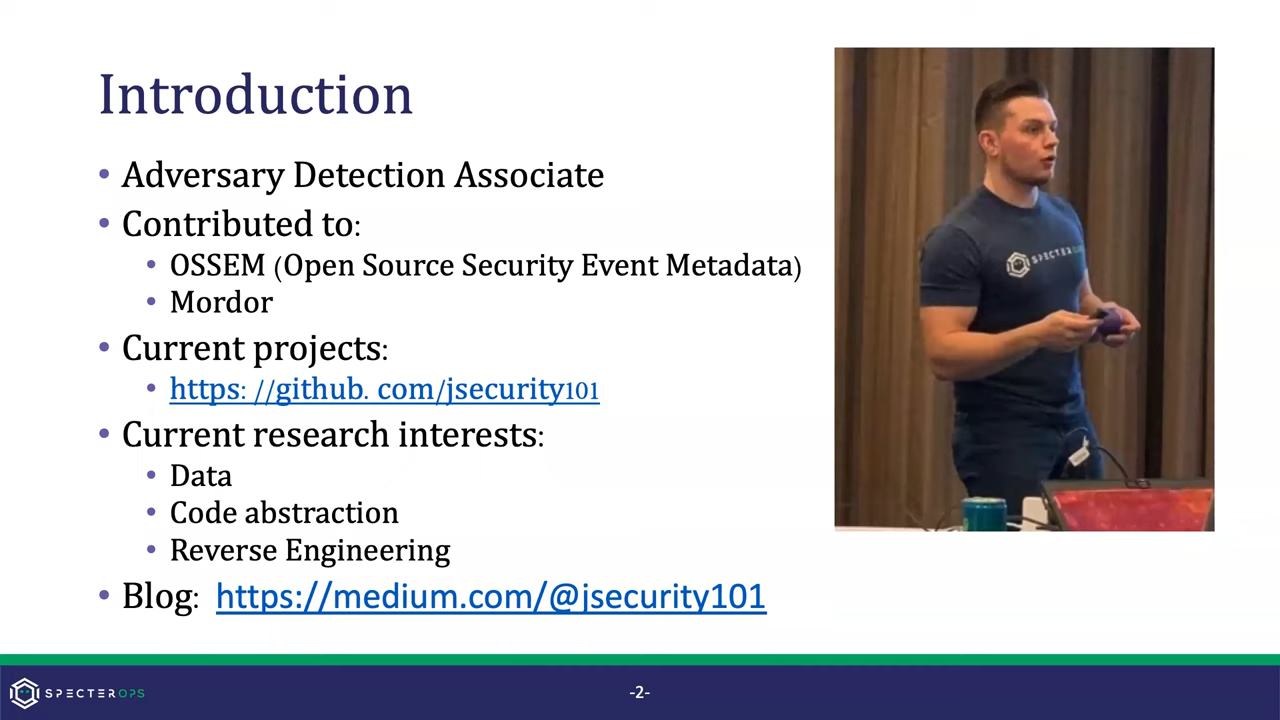 Introduction
• Adversary Detection Associate
• Contributed to:
• OSSEM (Open Source Security Event Metadata)
• Mordor
• Current projects:
• https: //github. com/jsecurity101
• Current research interests:
• Data
• Code abstraction
• Reverse Engineering
• Blog: https://medium.com/@jsecurity101
SPECTEROPS
SPECTEROPS
-2-